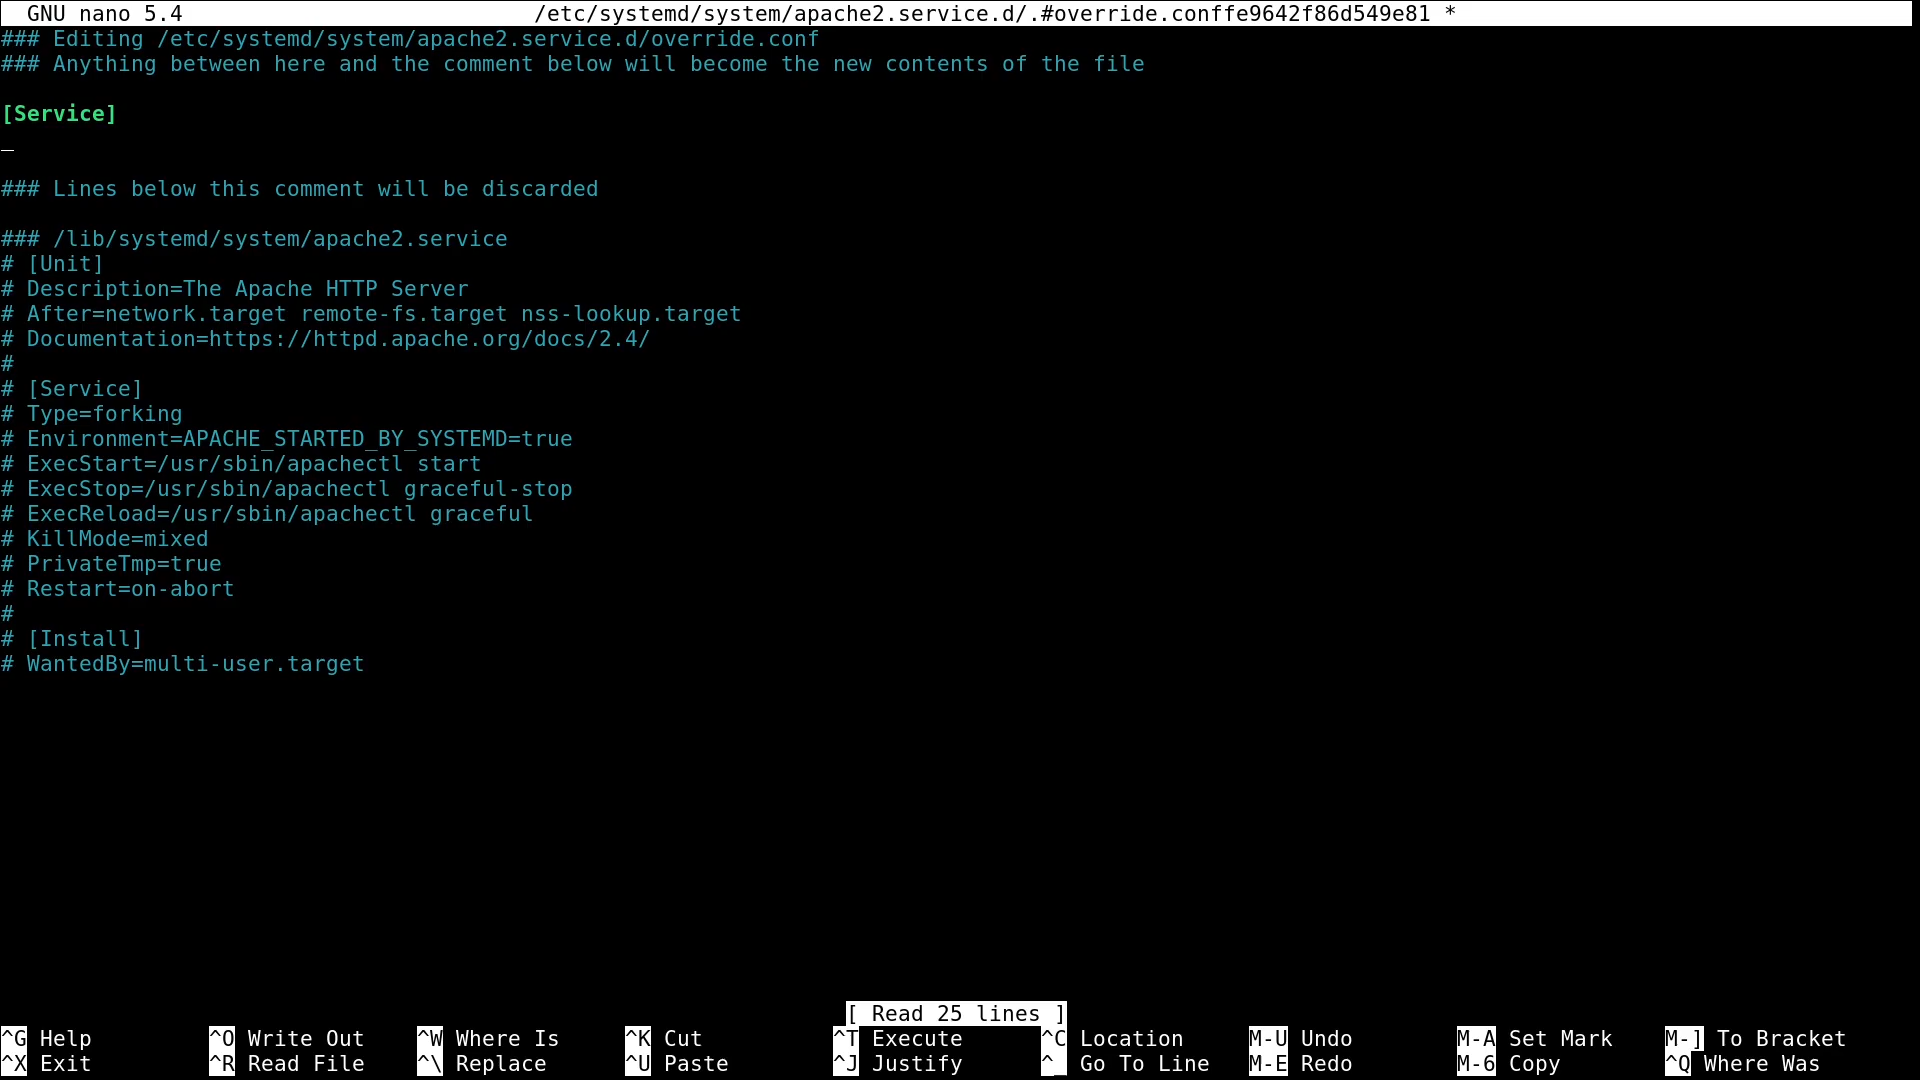 GNU nano 5.4 /etc/systemd/system/apache2.service.d/.#override.conffe9642f86d549e81 *
### Editing /etc/systemd/system/apache2.service.d/override.conf
### Anything between here and the comment below will become the new contents of the file
[Service]
_
### Lines below this comment will be discarded
### /lib/systemd/system/apache2.service
# [Unit]
# Description=The Apache HTTP Server
# After=network.target remote-fs.target nss-lookup.target
# Documentation=https://httpd.apache.org/docs/2.4/
#
# [Service]
# Type=forking
# Environment=APACHE_STARTED_BY_SYSTEMD=true
# ExecStart=/usr/sbin/apachectl start
# ExecStop=/usr/sbin/apachectl graceful-stop
# ExecReload=/usr/sbin/apachectl graceful
# KillMode=mixed
# PrivateTmp=true
# Restart=on-abort
#
# [Install]
# WantedBy=multi-user.target
[ Read 25 lines ]
^G Help ^O Write Out ^W Where Is ^K Cut ^T Execute ^C Location M-U Undo M-A Set Mark M-] To Bracket
^X Exit ^R Read File ^\ Replace ^U Paste ^J Justify ^_ Go To Line M-E Redo M-6 Copy ^Q Where Was